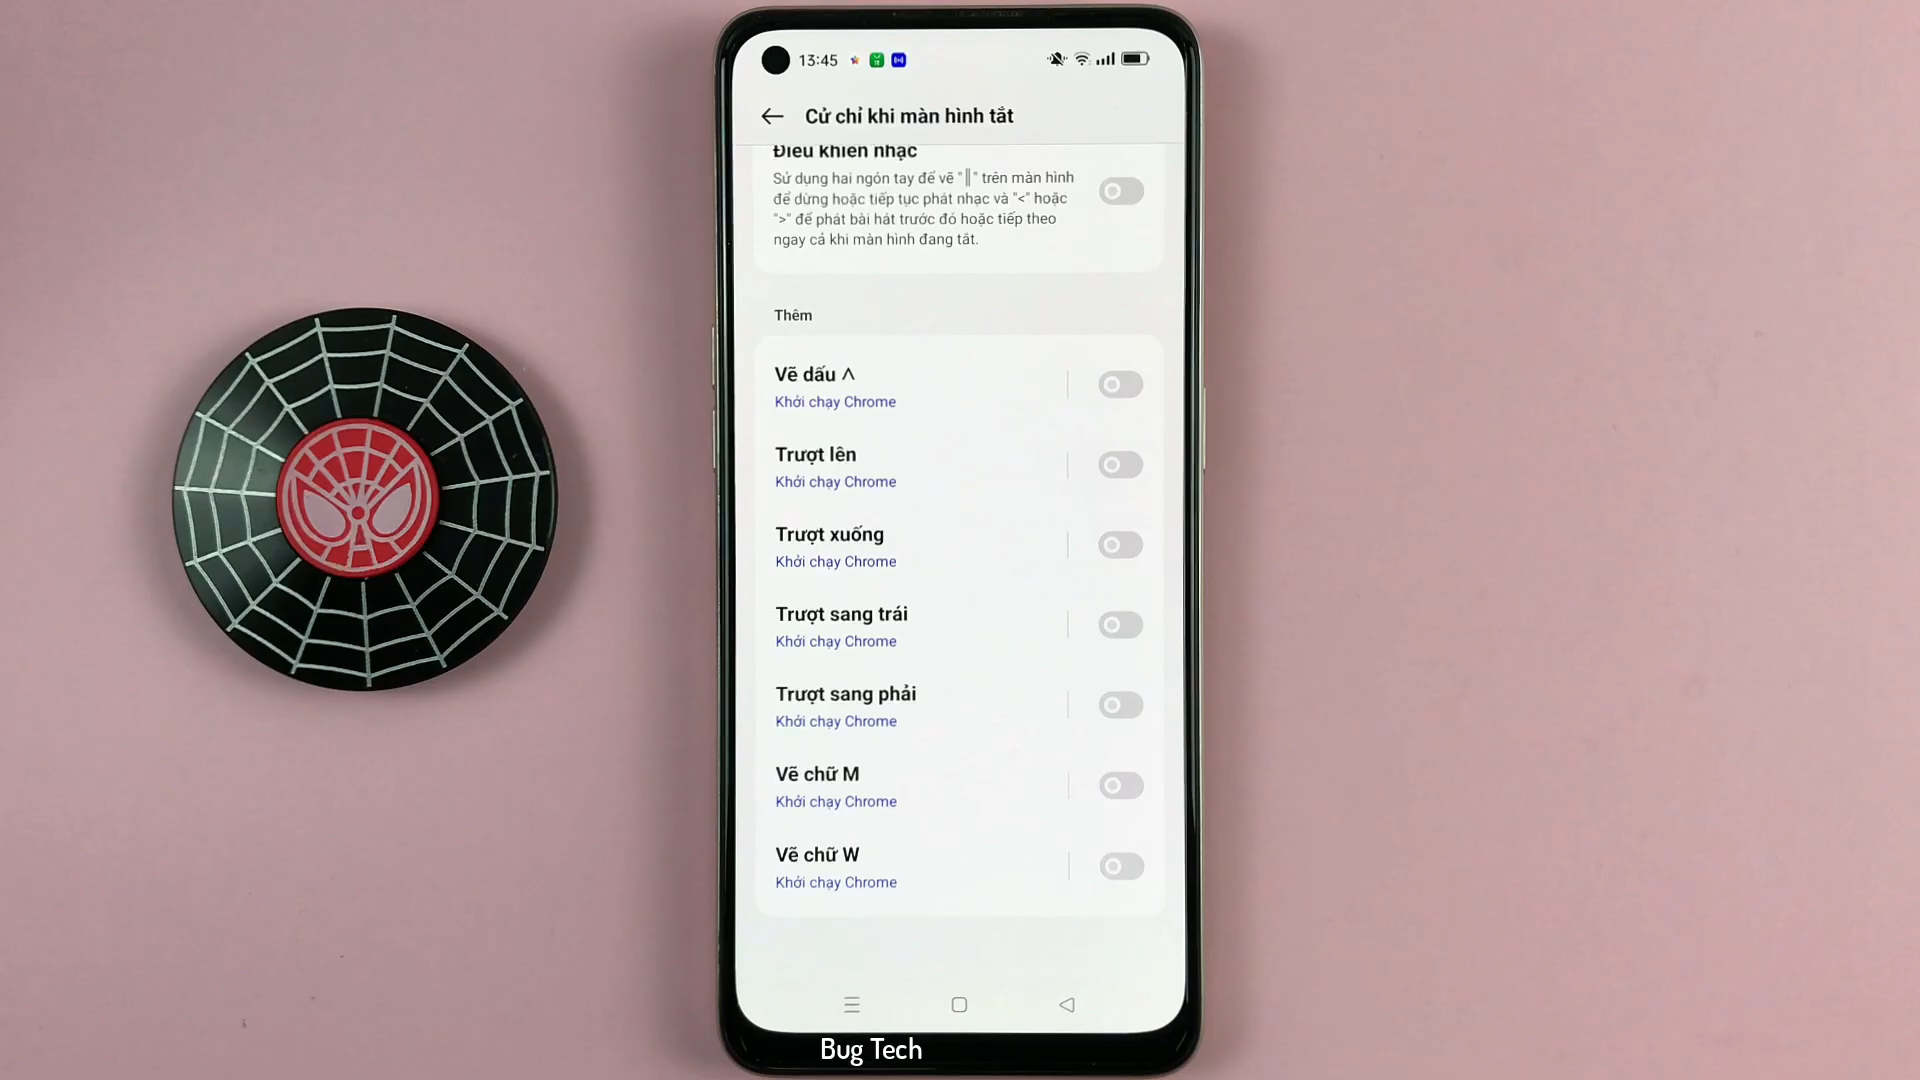 13:45
Cử chỉ khi màn hình tắt
Điều khiển nhạc
Sử dụng hai ngón tay để vẽ "║" trên màn hình
để dừng hoặc tiếp tục phát nhạc và "<" hoặc
">" để phát bài hát trước đó hoặc tiếp theo
ngay cả khi màn hình đang tắt.
Thêm
Vẽ dấu ˄
Khởi chạy Chrome
Trượt lên
Khởi chạy Chrome
Trượt xuống
Khởi chạy Chrome
Trượt sang trái
Khởi chạy Chrome
Trượt sang phải
Khởi chạy Chrome
Vẽ chữ M
Khởi chạy Chrome
Vẽ chữ W
Khởi chạy Chrome
Bug Tech